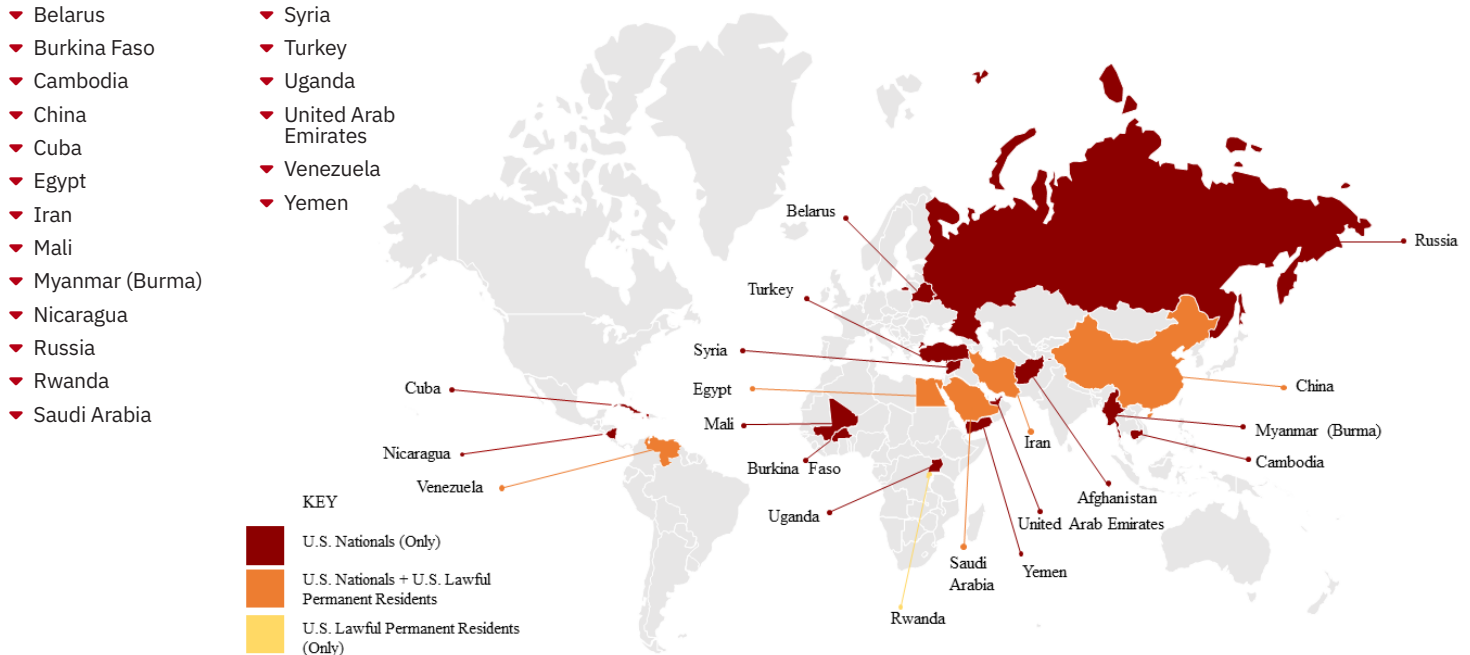 Belarus
Burkina Faso
Cambodia
China
Cuba
Egypt
Iran
Mali
Myanmar (Burma)
Nicaragua
Russia
Rwanda
Saudi Arabia
Syria
Turkey
Uganda
United Arab
Emirates
Venezuela
Yemen
Belarus
Russia
Turkey
Syria
Egypt
Cuba
China
Mali
Iran
Myanmar (Burma)
Nicaragua
Burkina Faso
Cambodia
Venezuela
Afghanistan
Uganda
United Arab Emirates
Saudi
Arabia
Yemen
Rwanda
KEY
U.S. Nationals (Only)
U.S. Nationals + U.S. Lawful
Permanent Residents
U.S. Lawful Permanent Residents
(Only)